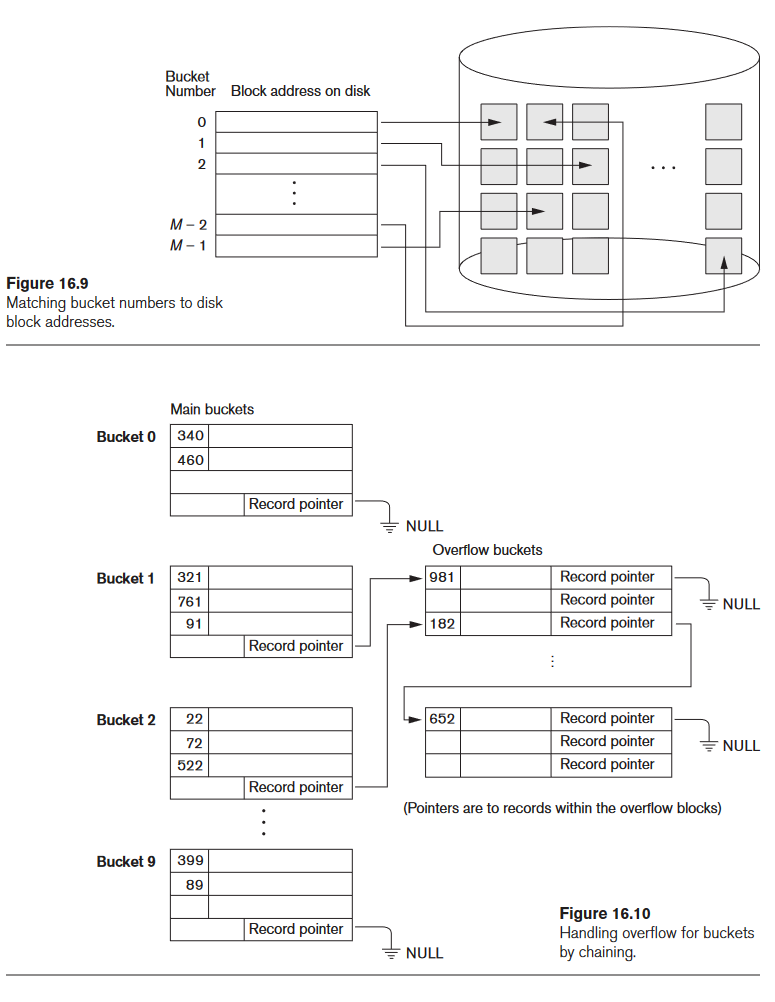 Bucket
Number Block address on disk
0
1
2
M – 2
M – 1
Figure 16.9
Matching bucket numbers to disk
block addresses.
Main buckets
Bucket 0 340
460
Record pointer
NULL
Overflow buckets
Bucket 1 321
761
91
Record pointer
981 Record pointer
NULL
Record pointer
182 Record pointer
Bucket 2 22
72
522
Record pointer
652 Record pointer
NULL
Record pointer
Record pointer
(Pointers are to records within the overflow blocks)
Bucket 9 399
89
Record pointer
NULL
Figure 16.10
Handling overflow for buckets
by chaining.